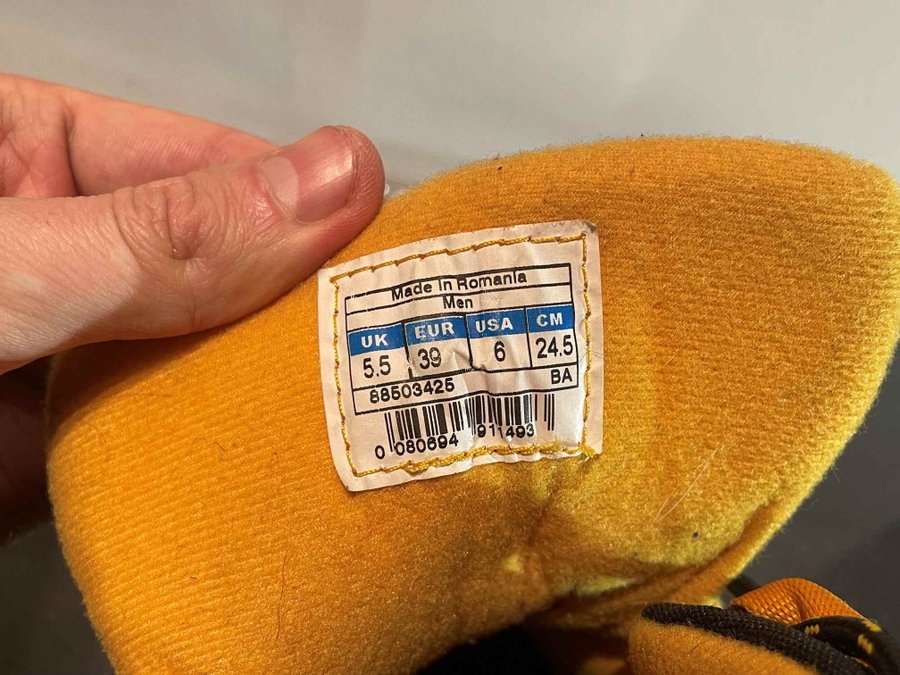 Made In Romania
Men
UK EUR USA CM
5.5 39 6 24.5
88503425 BA
0 080694 911493